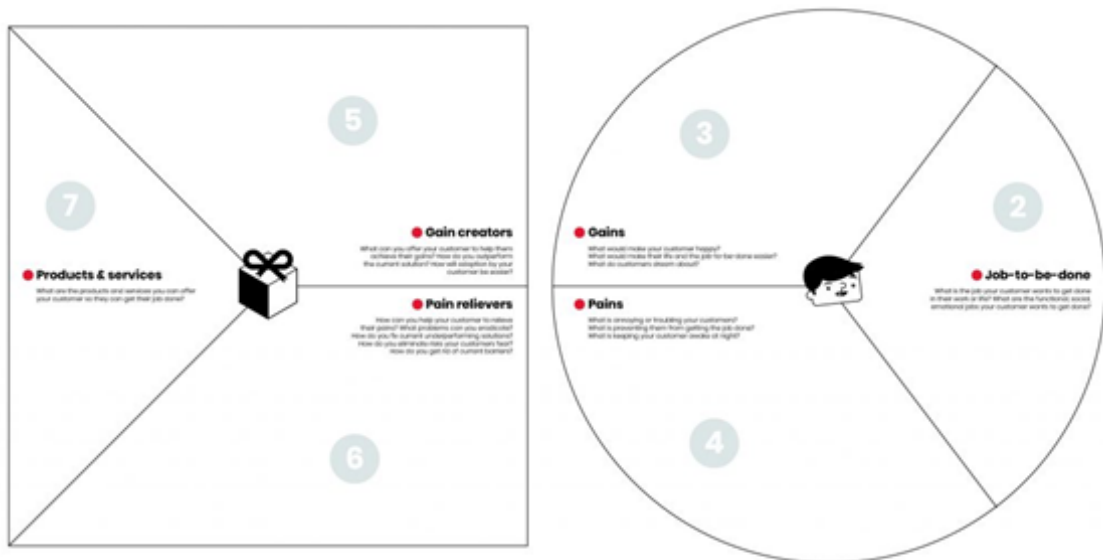 5
7
Gain creators
What can you offer your customer to help them
achieve their gains? How do you outperform
the current solution? How will adoption by your
customer be easier?
Products & services
What are the products and services you can offer
your customer so they can get their job done?
Pain relievers
How can you help your customer to relieve
their pains? What problems can you eradicate?
How do you fix current underperforming solutions?
How do you eliminate risks your customers fear?
How do you get rid of current barriers?
6
3
2
Gains
What would make your customer happy?
What would make their life and the job-to-be-done easier?
What do customers dream about?
Job-to-be-done
What is the job your customer wants to get done
in their work or life? What are the functional, social,
emotional jobs your customer wants to get done?
Pains
What is annoying or troubling your customers?
What is preventing them from getting the job done?
What is keeping your customer awake at night?
4